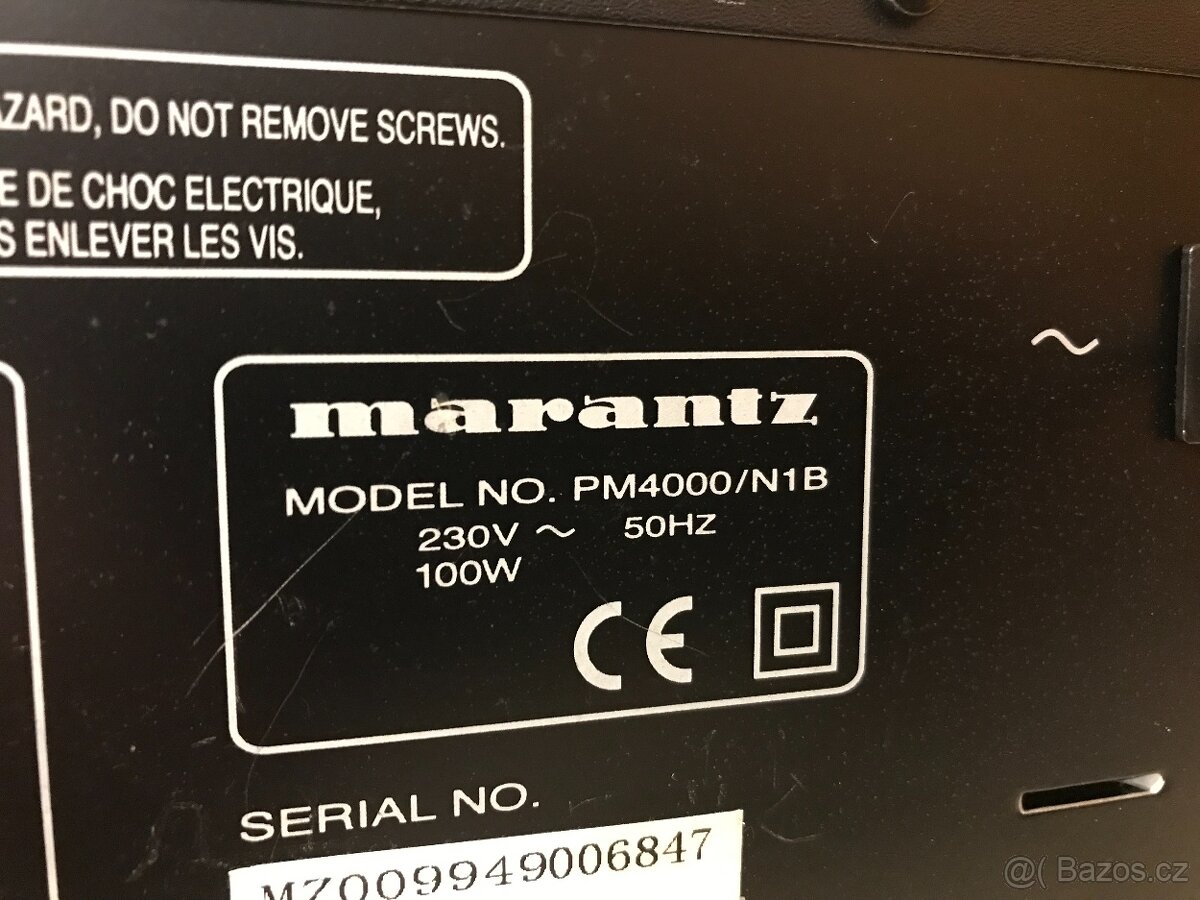 AZARD, DO NOT REMOVE SCREWS.
E DE CHOC ELECTRIQUE,
S ENLEVER LES VIS.
marantz
MODEL NO. PM4000/N1B
230V ~ 50HZ
100W
CE
~
SERIAL NO.
MZ009949006847
@( Bazos.cz